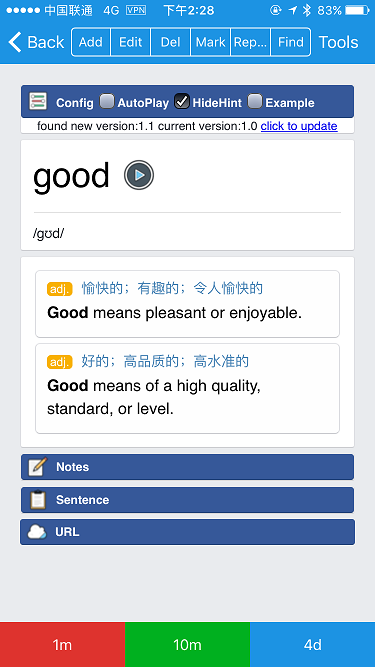 中国联通 4G VPN 下午2:28 83%
Back Add Edit Del Mark Rep... Find Tools
Config AutoPlay HideHint Example
found new version:1.1 current version:1.0 click to update
good
/gʊd/
adj. 愉快的；有趣的；令人愉快的
Good means pleasant or enjoyable.
adj. 好的；高品质的；高水准的
Good means of a high quality,
standard, or level.
Notes
Sentence
URL
1m 10m 4d